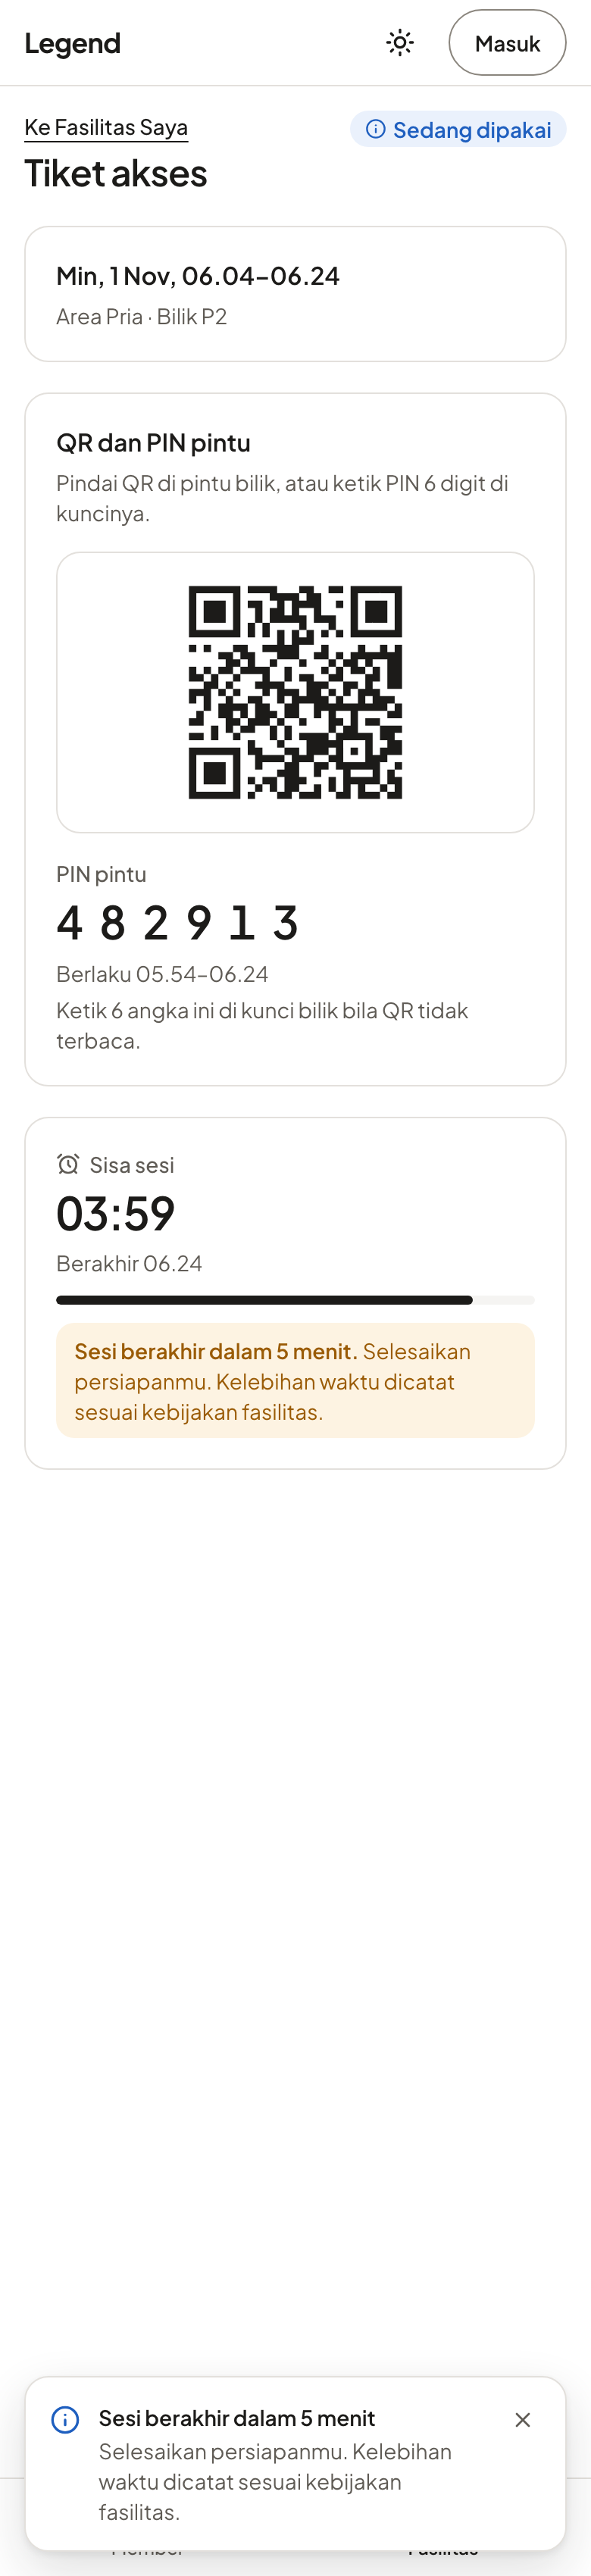 Legend
Masuk
Ke Fasilitas Saya
Sedang dipakai
Tiket akses
Min, 1 Nov, 06.04–06.24
Area Pria · Bilik P2
QR dan PIN pintu
Pindai QR di pintu bilik, atau ketik PIN 6 digit di
kuncinya.
PIN pintu
4 8 2 9 1 3
Berlaku 05.54–06.24
Ketik 6 angka ini di kunci bilik bila QR tidak
terbaca.
Sisa sesi
03:59
Berakhir 06.24
Sesi berakhir dalam 5 menit. Selesaikan
persiapanmu. Kelebihan waktu dicatat
sesuai kebijakan fasilitas.
Sesi berakhir dalam 5 menit
Selesaikan persiapanmu. Kelebihan
waktu dicatat sesuai kebijakan
fasilitas.